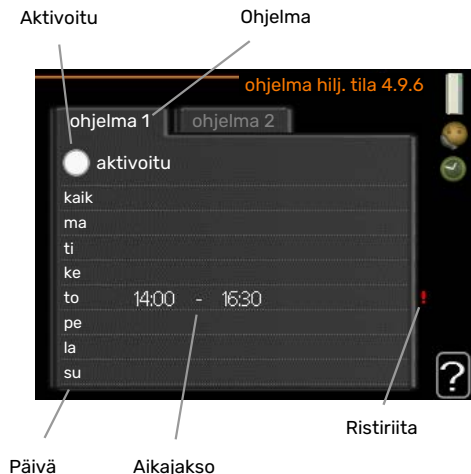 Aktivoitu Ohjelma
ohjelma hilj. tila 4.9.6
ohjelma 1 ohjelma 2
aktivoitu
kaik
ma
ti
ke
to 14:00 - 16:30
pe
la
su
!
?
Ristiriita
Päivä Aikajakso